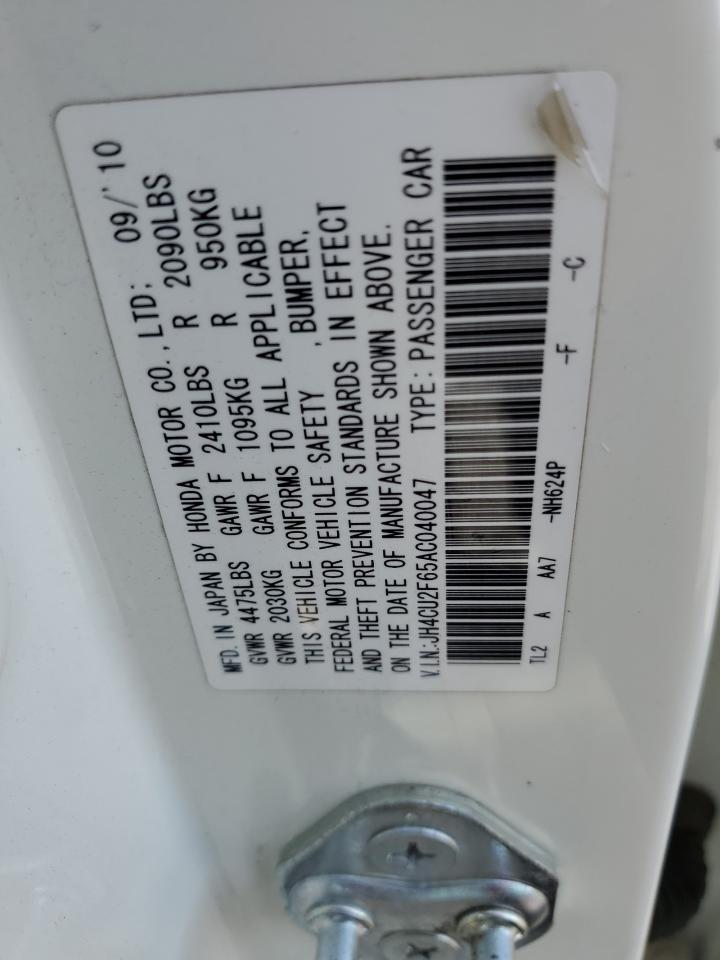 MFD. IN JAPAN BY HONDA MOTOR CO., LTD: 09/'10
GVWR 4475LBS GAWR F 2410LBS R 2090LBS
GVWR 2030KG GAWR F 1095KG R 950KG
THIS VEHICLE CONFORMS TO ALL APPLICABLE
FEDERAL MOTOR VEHICLE SAFETY , BUMPER,
AND THEFT PREVENTION STANDARDS IN EFFECT
ON THE DATE OF MANUFACTURE SHOWN ABOVE.
V.I.N.:JH4CU2F65AC040047 TYPE:PASSENGER CAR
TL2 A AA7 -NH624P -F -C